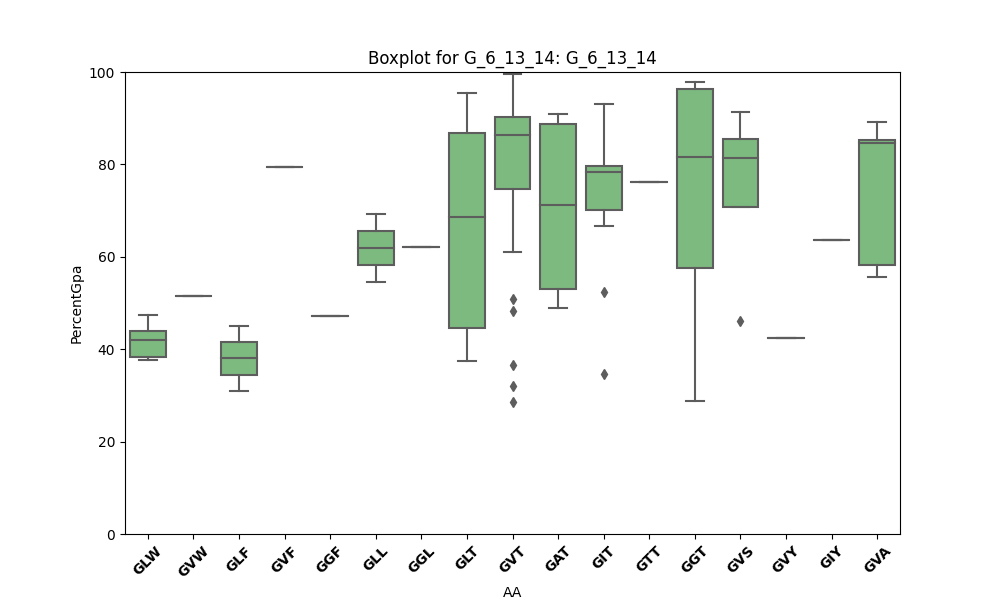 Boxplot for G_6_13_14: G_6_13_14
PercentGpa
100
80
60
40
20
0
GLW GVW GLF GVF GGF GLL GGL GLT GVT GAT GIT GTT GGT GVS GVY GIY GVA
AA